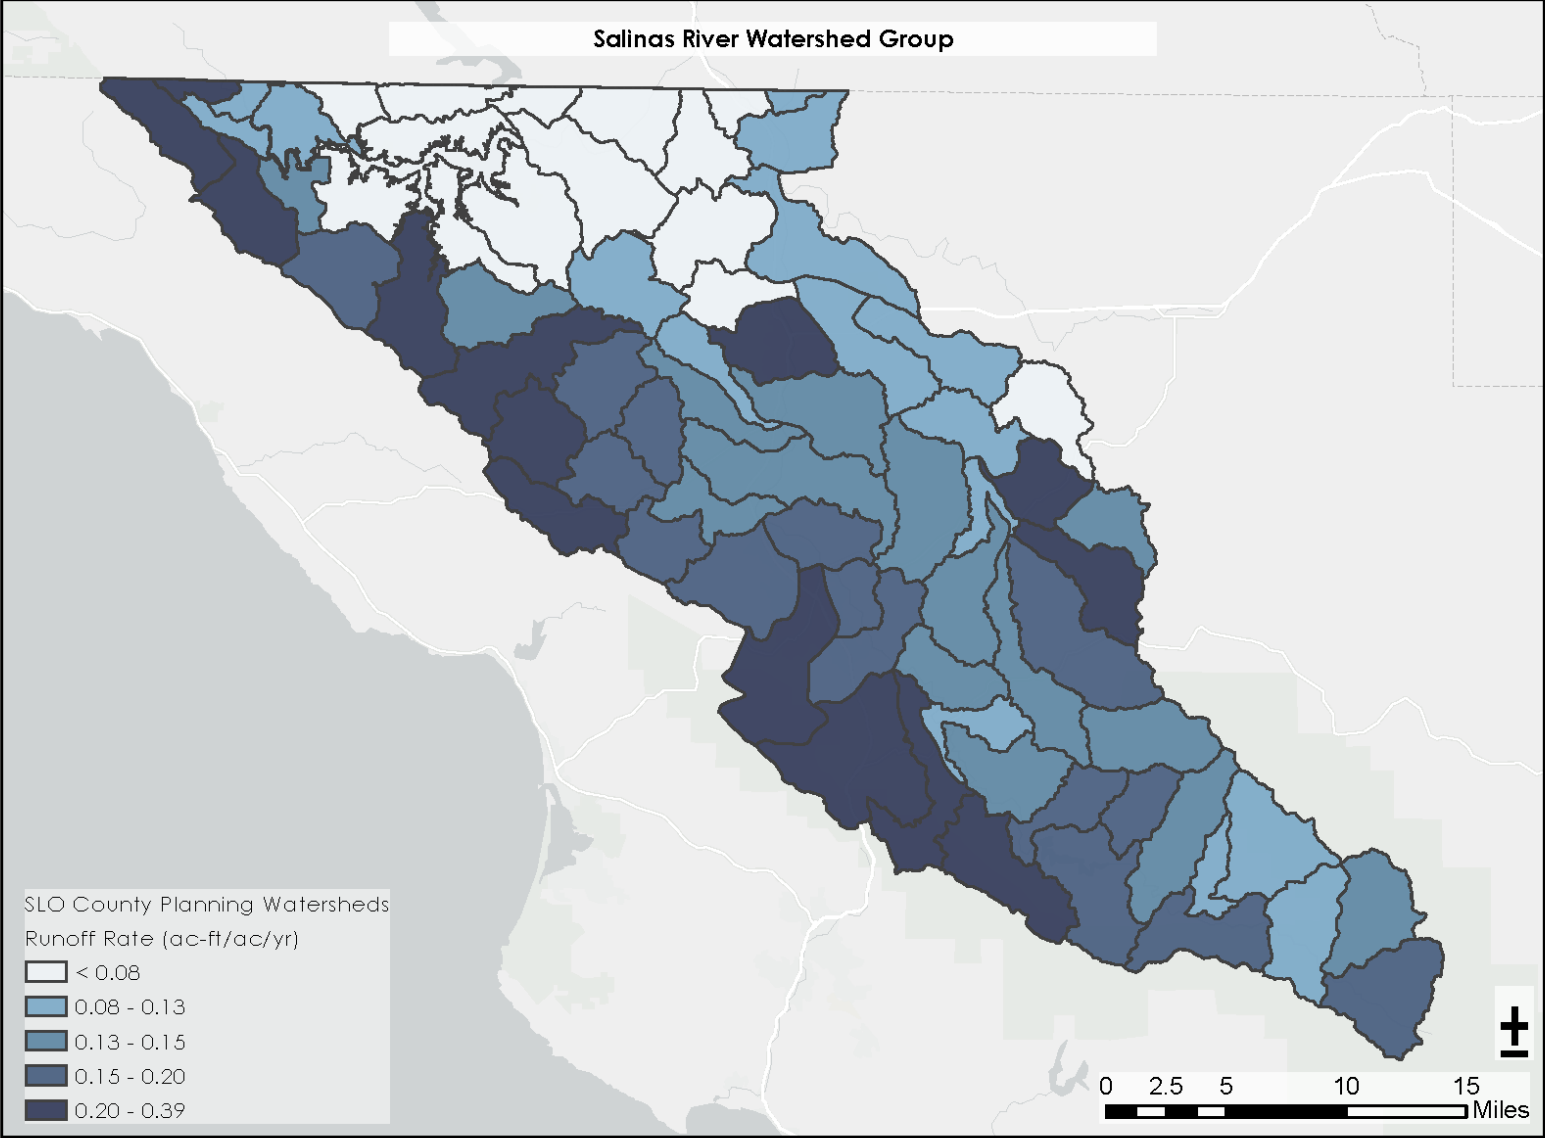 Salinas River Watershed Group
SLO County Planning Watersheds
Runoff Rate (ac-ft/ac/yr)
< 0.08
0.08 - 0.13
0.13 - 0.15
0.15 - 0.20
0.20 - 0.39
0 2.5 5 10 15
Miles